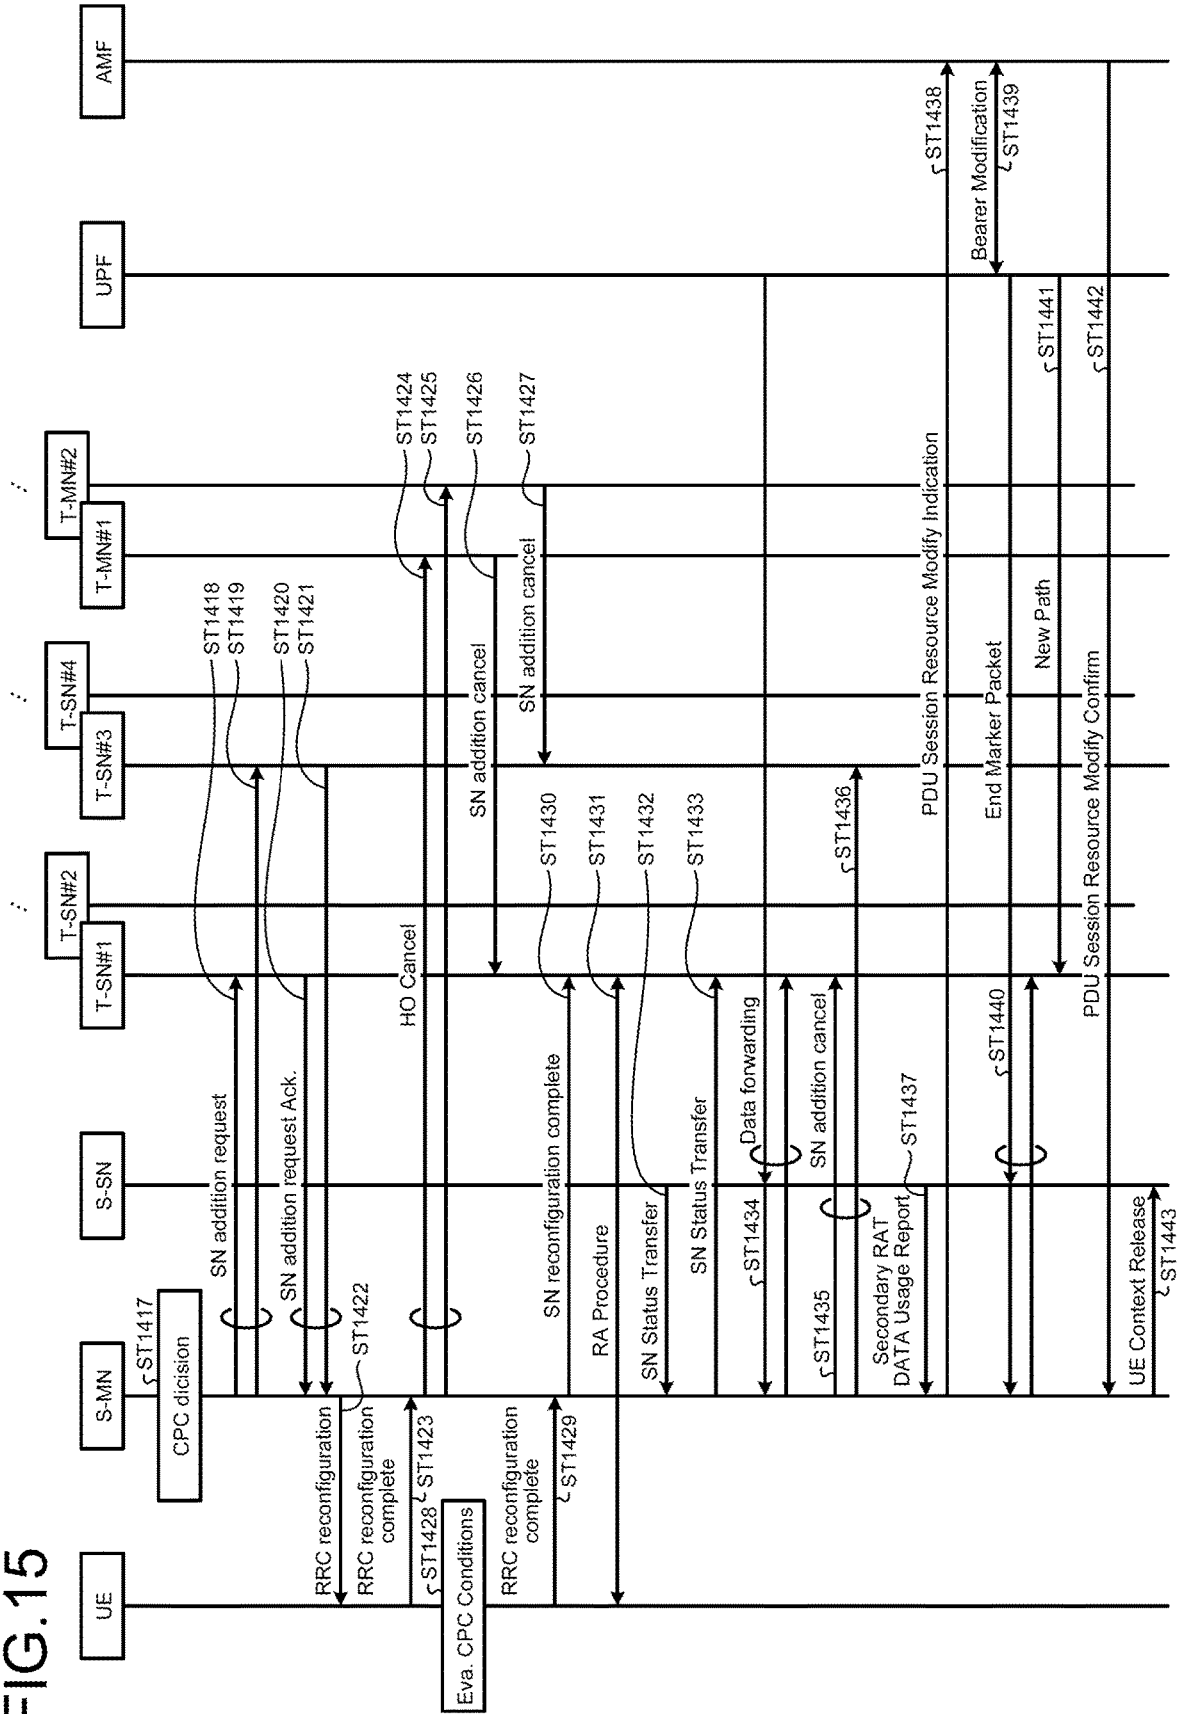 FIG.15
UE
S-MN
S-SN
T-SN#1
T-SN#2
...
T-SN#3
T-SN#4
...
T-MN#1
T-MN#2
...
UPF
AMF
ST1417
CPC dicision
SN addition request
ST1418
ST1419
SN addition request Ack.
ST1420
ST1421
RRC reconfiguration
ST1422
RRC reconfiguration
complete
ST1423
HO Cancel
ST1424
ST1425
SN addition cancel
ST1426
SN addition cancel
ST1427
ST1428
Eva. CPC Conditions
RRC reconfiguration
complete
ST1429
SN reconfiguration complete
ST1430
RA Procedure
ST1431
SN Status Transfer
ST1432
SN Status Transfer
ST1433
Data forwarding
ST1434
SN addition cancel
ST1435
ST1436
Secondary RAT
DATA Usage Report
ST1437
PDU Session Resource Modify Indication
ST1438
Bearer Modification
ST1439
End Marker Packet
ST1440
New Path
ST1441
PDU Session Resource Modify Confirm
ST1442
UE Context Release
ST1443